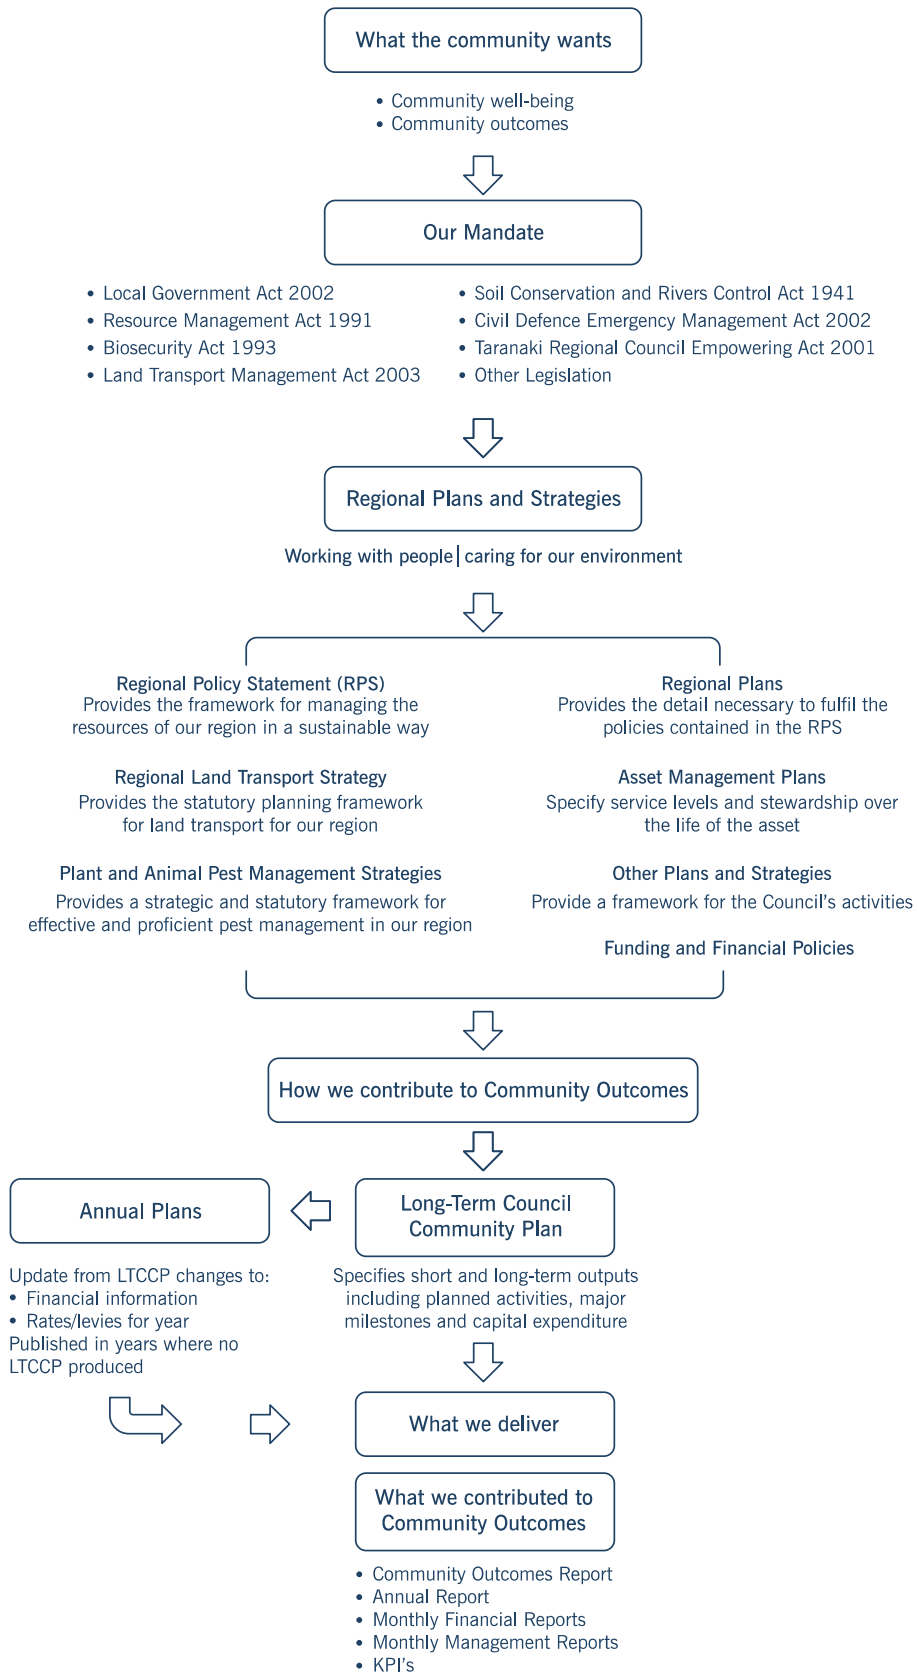 What the community wants
• Community well-being
• Community outcomes
Our Mandate
• Local Government Act 2002
• Resource Management Act 1991
• Biosecurity Act 1993
• Land Transport Management Act 2003
• Soil Conservation and Rivers Control Act 1941
• Civil Defence Emergency Management Act 2002
• Taranaki Regional Council Empowering Act 2001
• Other Legislation
Regional Plans and Strategies
Working with people | caring for our environment
Regional Policy Statement (RPS)
Provides the framework for managing the
resources of our region in a sustainable way
Regional Land Transport Strategy
Provides the statutory planning framework
for land transport for our region
Plant and Animal Pest Management Strategies
Provides a strategic and statutory framework for
effective and proficient pest management in our region
Regional Plans
Provides the detail necessary to fulfil the
policies contained in the RPS
Asset Management Plans
Specify service levels and stewardship over
the life of the asset
Other Plans and Strategies
Provide a framework for the Council's activities
Funding and Financial Policies
How we contribute to Community Outcomes
Annual Plans
Update from LTCCP changes to:
• Financial information
• Rates/levies for year
Published in years where no
LTCCP produced
Long-Term Council
Community Plan
Specifies short and long-term outputs
including planned activities, major
milestones and capital expenditure
What we deliver
What we contributed to
Community Outcomes
• Community Outcomes Report
• Annual Report
• Monthly Financial Reports
• Monthly Management Reports
• KPI's